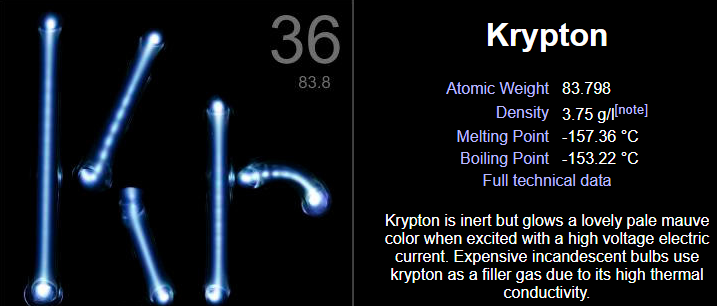 Kr
36
83.8
Krypton
Atomic Weight 83.798
Density 3.75 g/l[note]
Melting Point -157.36 °C
Boiling Point -153.22 °C
Full technical data
Krypton is inert but glows a lovely pale mauve
color when excited with a high voltage electric
current. Expensive incandescent bulbs use
krypton as a filler gas due to its high thermal
conductivity.